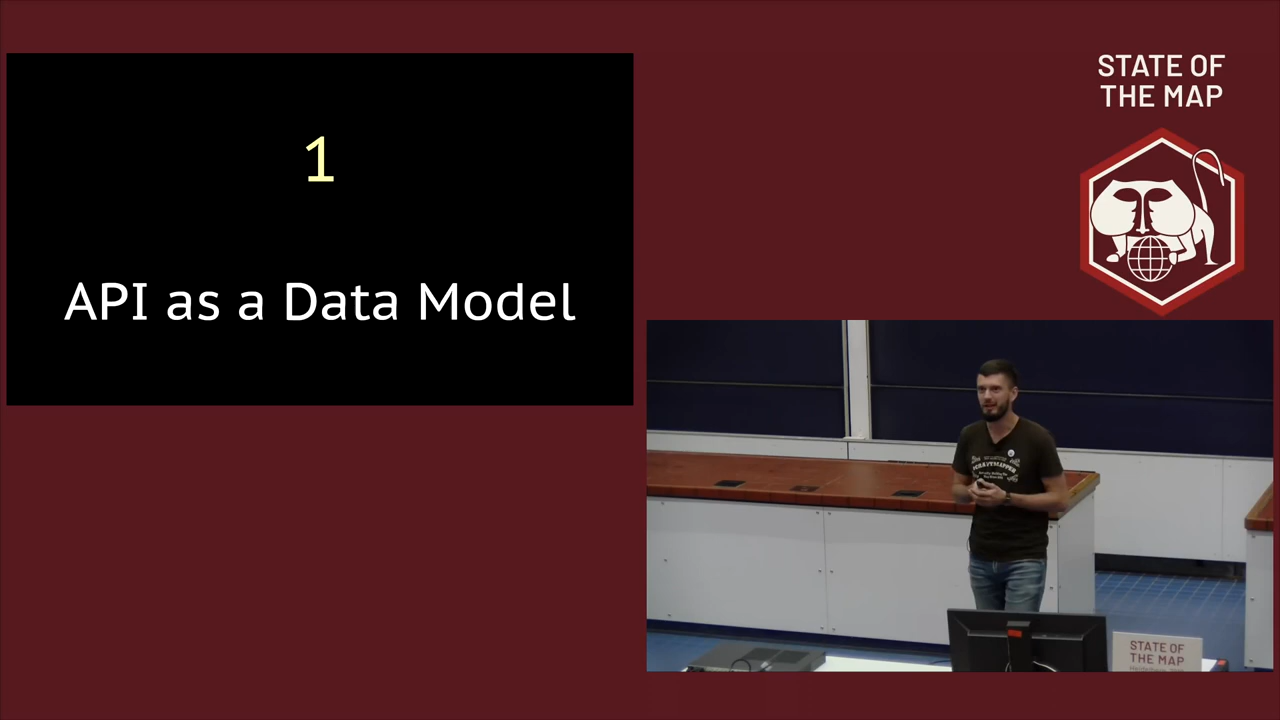 1
API as a Data Model
STATE OF
THE MAP
STATE OF
THE MAP